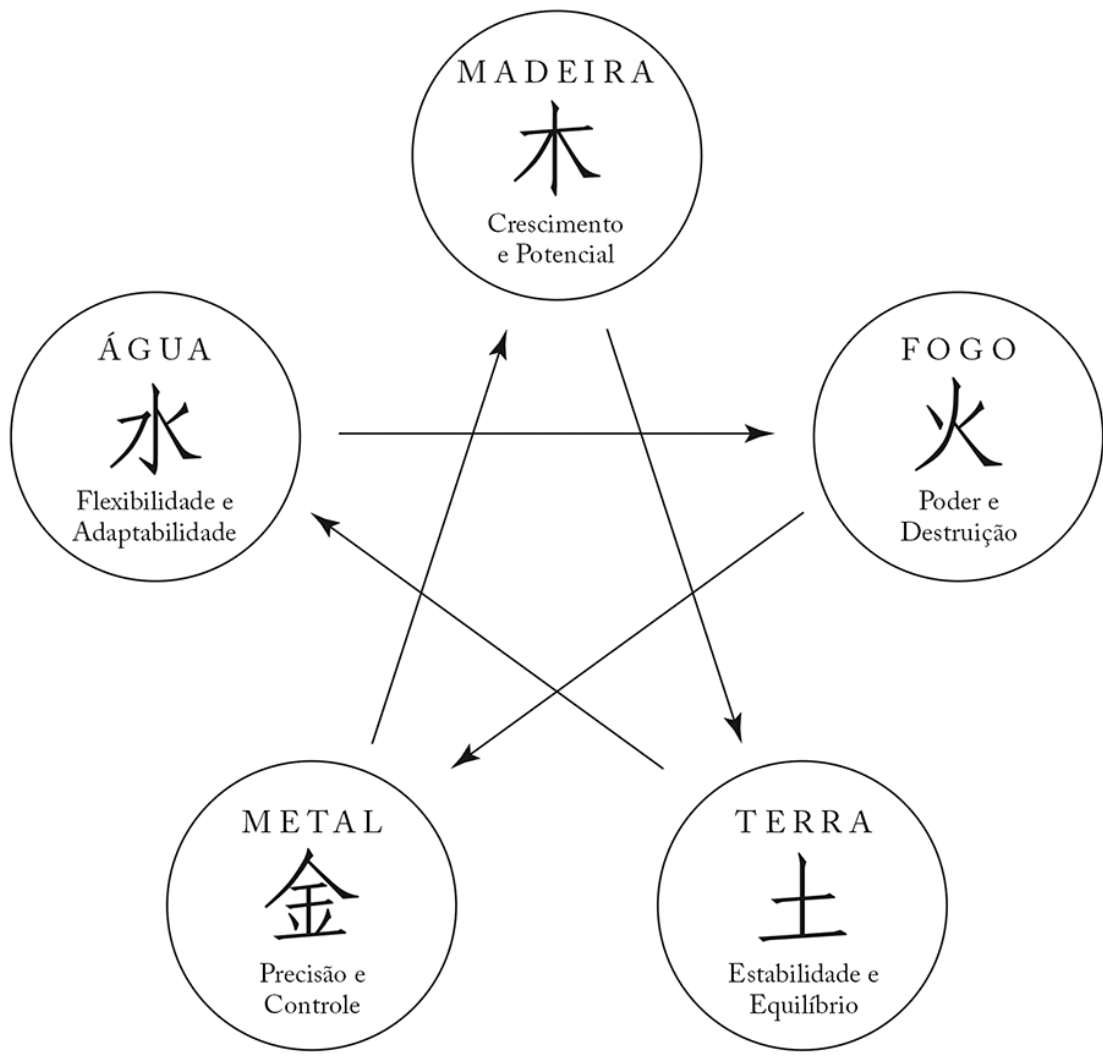 MADEIRA
木
Crescimento
e Potencial
ÁGUA
水
Flexibilidade e
Adaptabilidade
FOGO
火
Poder e
Destruição
METAL
金
Precisão e
Controle
TERRA
土
Estabilidade e
Equilíbrio